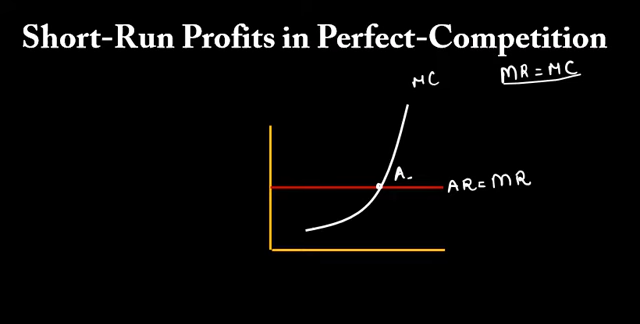 Short-Run Profits in Perfect-Competition
MR = MC
MC
A.
AR = MR